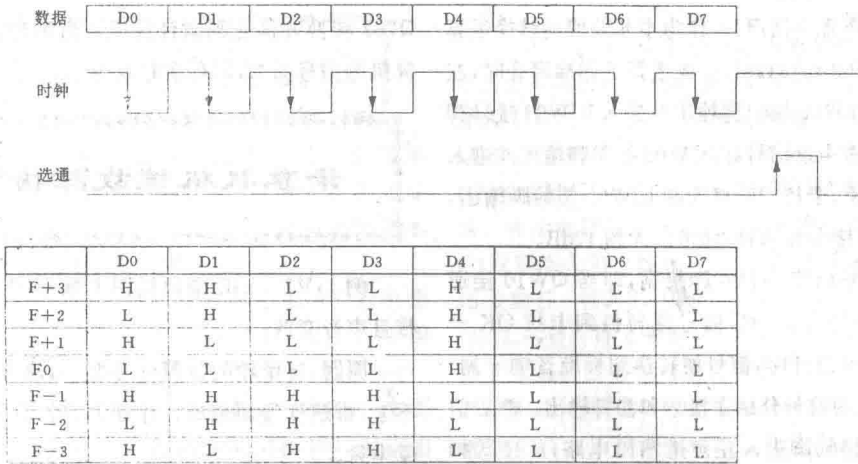 数据 D0 D1 D2 D3 D4 D5 D6 D7
时钟
选通
D0 D1 D2 D3 D4 D5 D6 D7
F+3 H H L L H L L L
F+2 L H L L H L L L
F+1 H L L L H L L L
F0 L L L L H L L L
F-1 H H H H L L L L
F-2 L H H H L L L L
F-3 H L H H L L L L